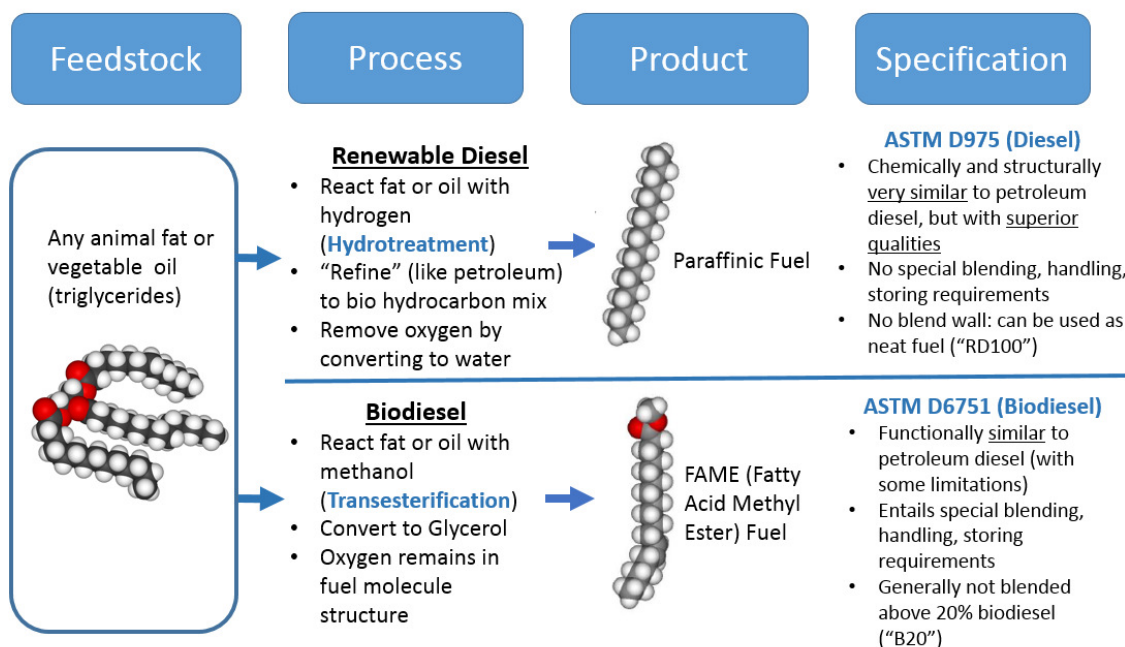 Feedstock
Process
Product
Specification
Any animal fat or
vegetable oil
(triglycerides)
Renewable Diesel
• React fat or oil with
hydrogen
(Hydrotreatment)
• “Refine” (like petroleum)
to bio hydrocarbon mix
• Remove oxygen by
converting to water
Paraffinic Fuel
ASTM D975 (Diesel)
• Chemically and structurally
very similar to petroleum
diesel, but with superior
qualities
• No special blending, handling,
storing requirements
• No blend wall: can be used as
neat fuel (“RD100”)
Biodiesel
• React fat or oil with
methanol
(Transesterification)
• Convert to Glycerol
• Oxygen remains in
fuel molecule
structure
FAME (Fatty
Acid Methyl
Ester) Fuel
ASTM D6751 (Biodiesel)
• Functionally similar to
petroleum diesel (with
some limitations)
• Entails special blending,
handling, storing
requirements
• Generally not blended
above 20% biodiesel
(“B20”)